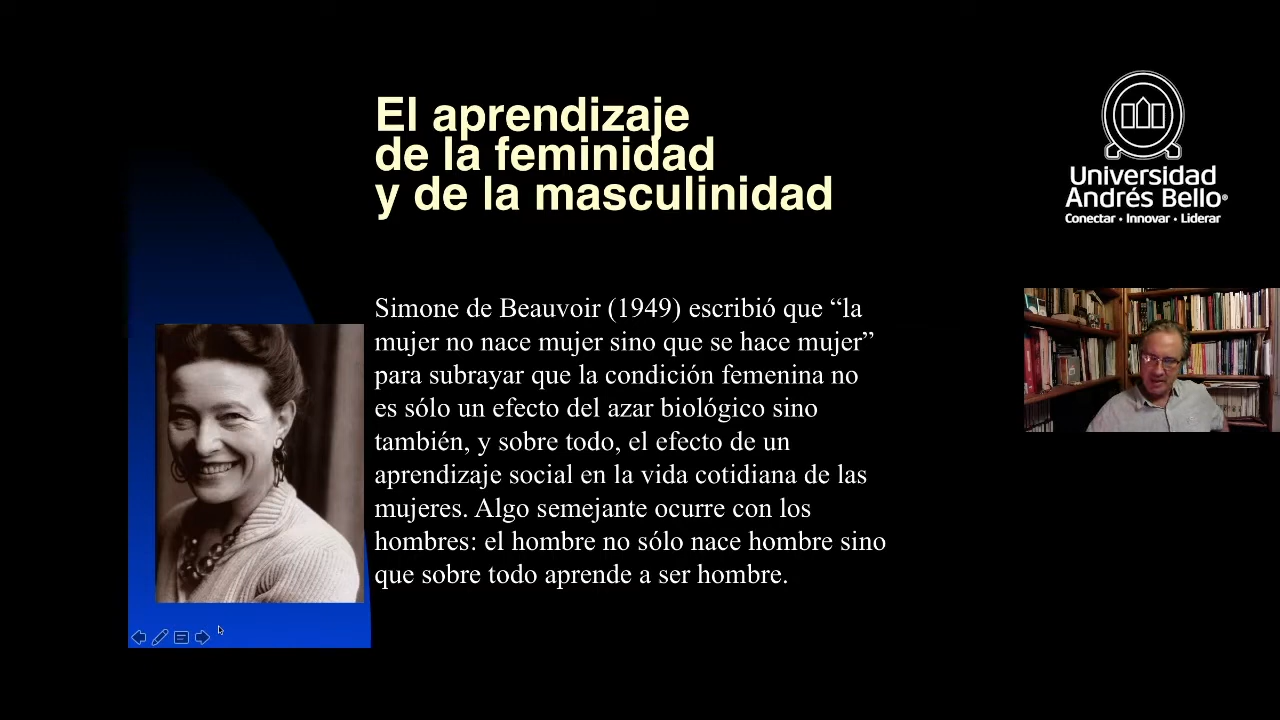 El aprendizaje
de la feminidad
y de la masculinidad
Simone de Beauvoir (1949) escribió que “la
mujer no nace mujer sino que se hace mujer”
para subrayar que la condición femenina no
es sólo un efecto del azar biológico sino
también, y sobre todo, el efecto de un
aprendizaje social en la vida cotidiana de las
mujeres. Algo semejante ocurre con los
hombres: el hombre no sólo nace hombre sino
que sobre todo aprende a ser hombre.
Universidad
Andrés Bello®
Conectar • Innovar • Liderar